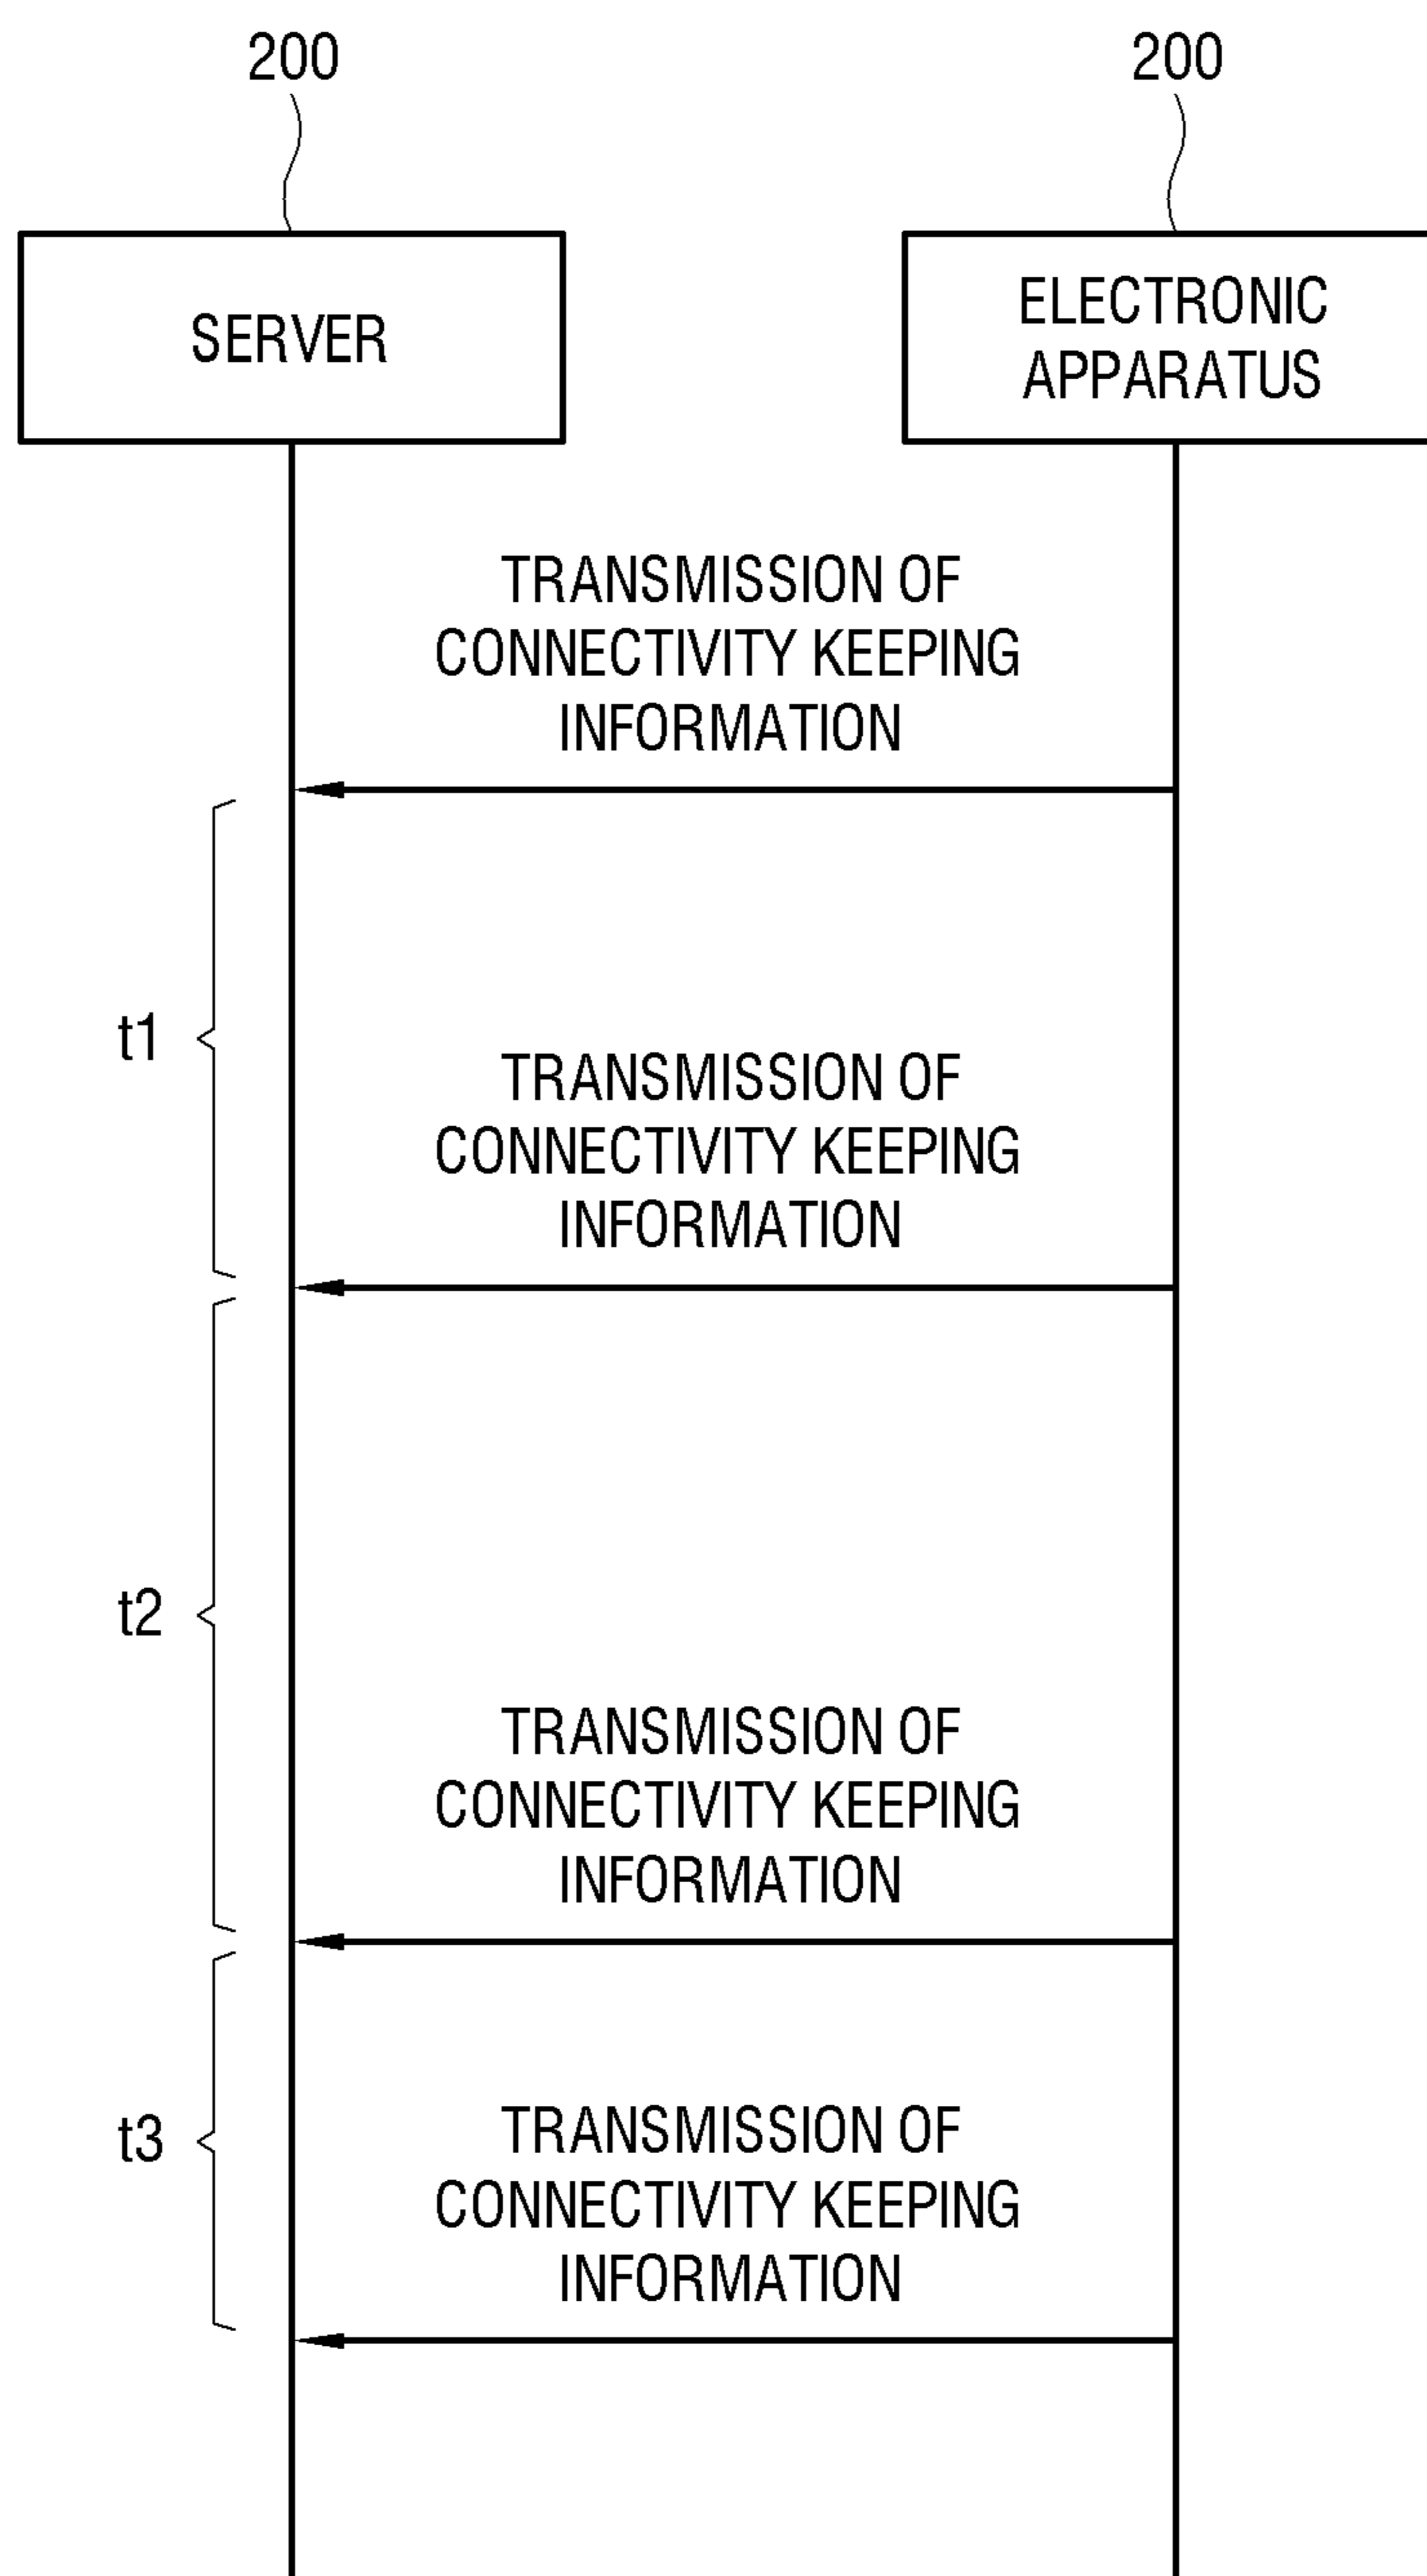 200
200
SERVER
ELECTRONIC
APPARATUS
TRANSMISSION OF
CONNECTIVITY KEEPING
INFORMATION
t1
TRANSMISSION OF
CONNECTIVITY KEEPING
INFORMATION
t2
TRANSMISSION OF
CONNECTIVITY KEEPING
INFORMATION
t3
TRANSMISSION OF
CONNECTIVITY KEEPING
INFORMATION